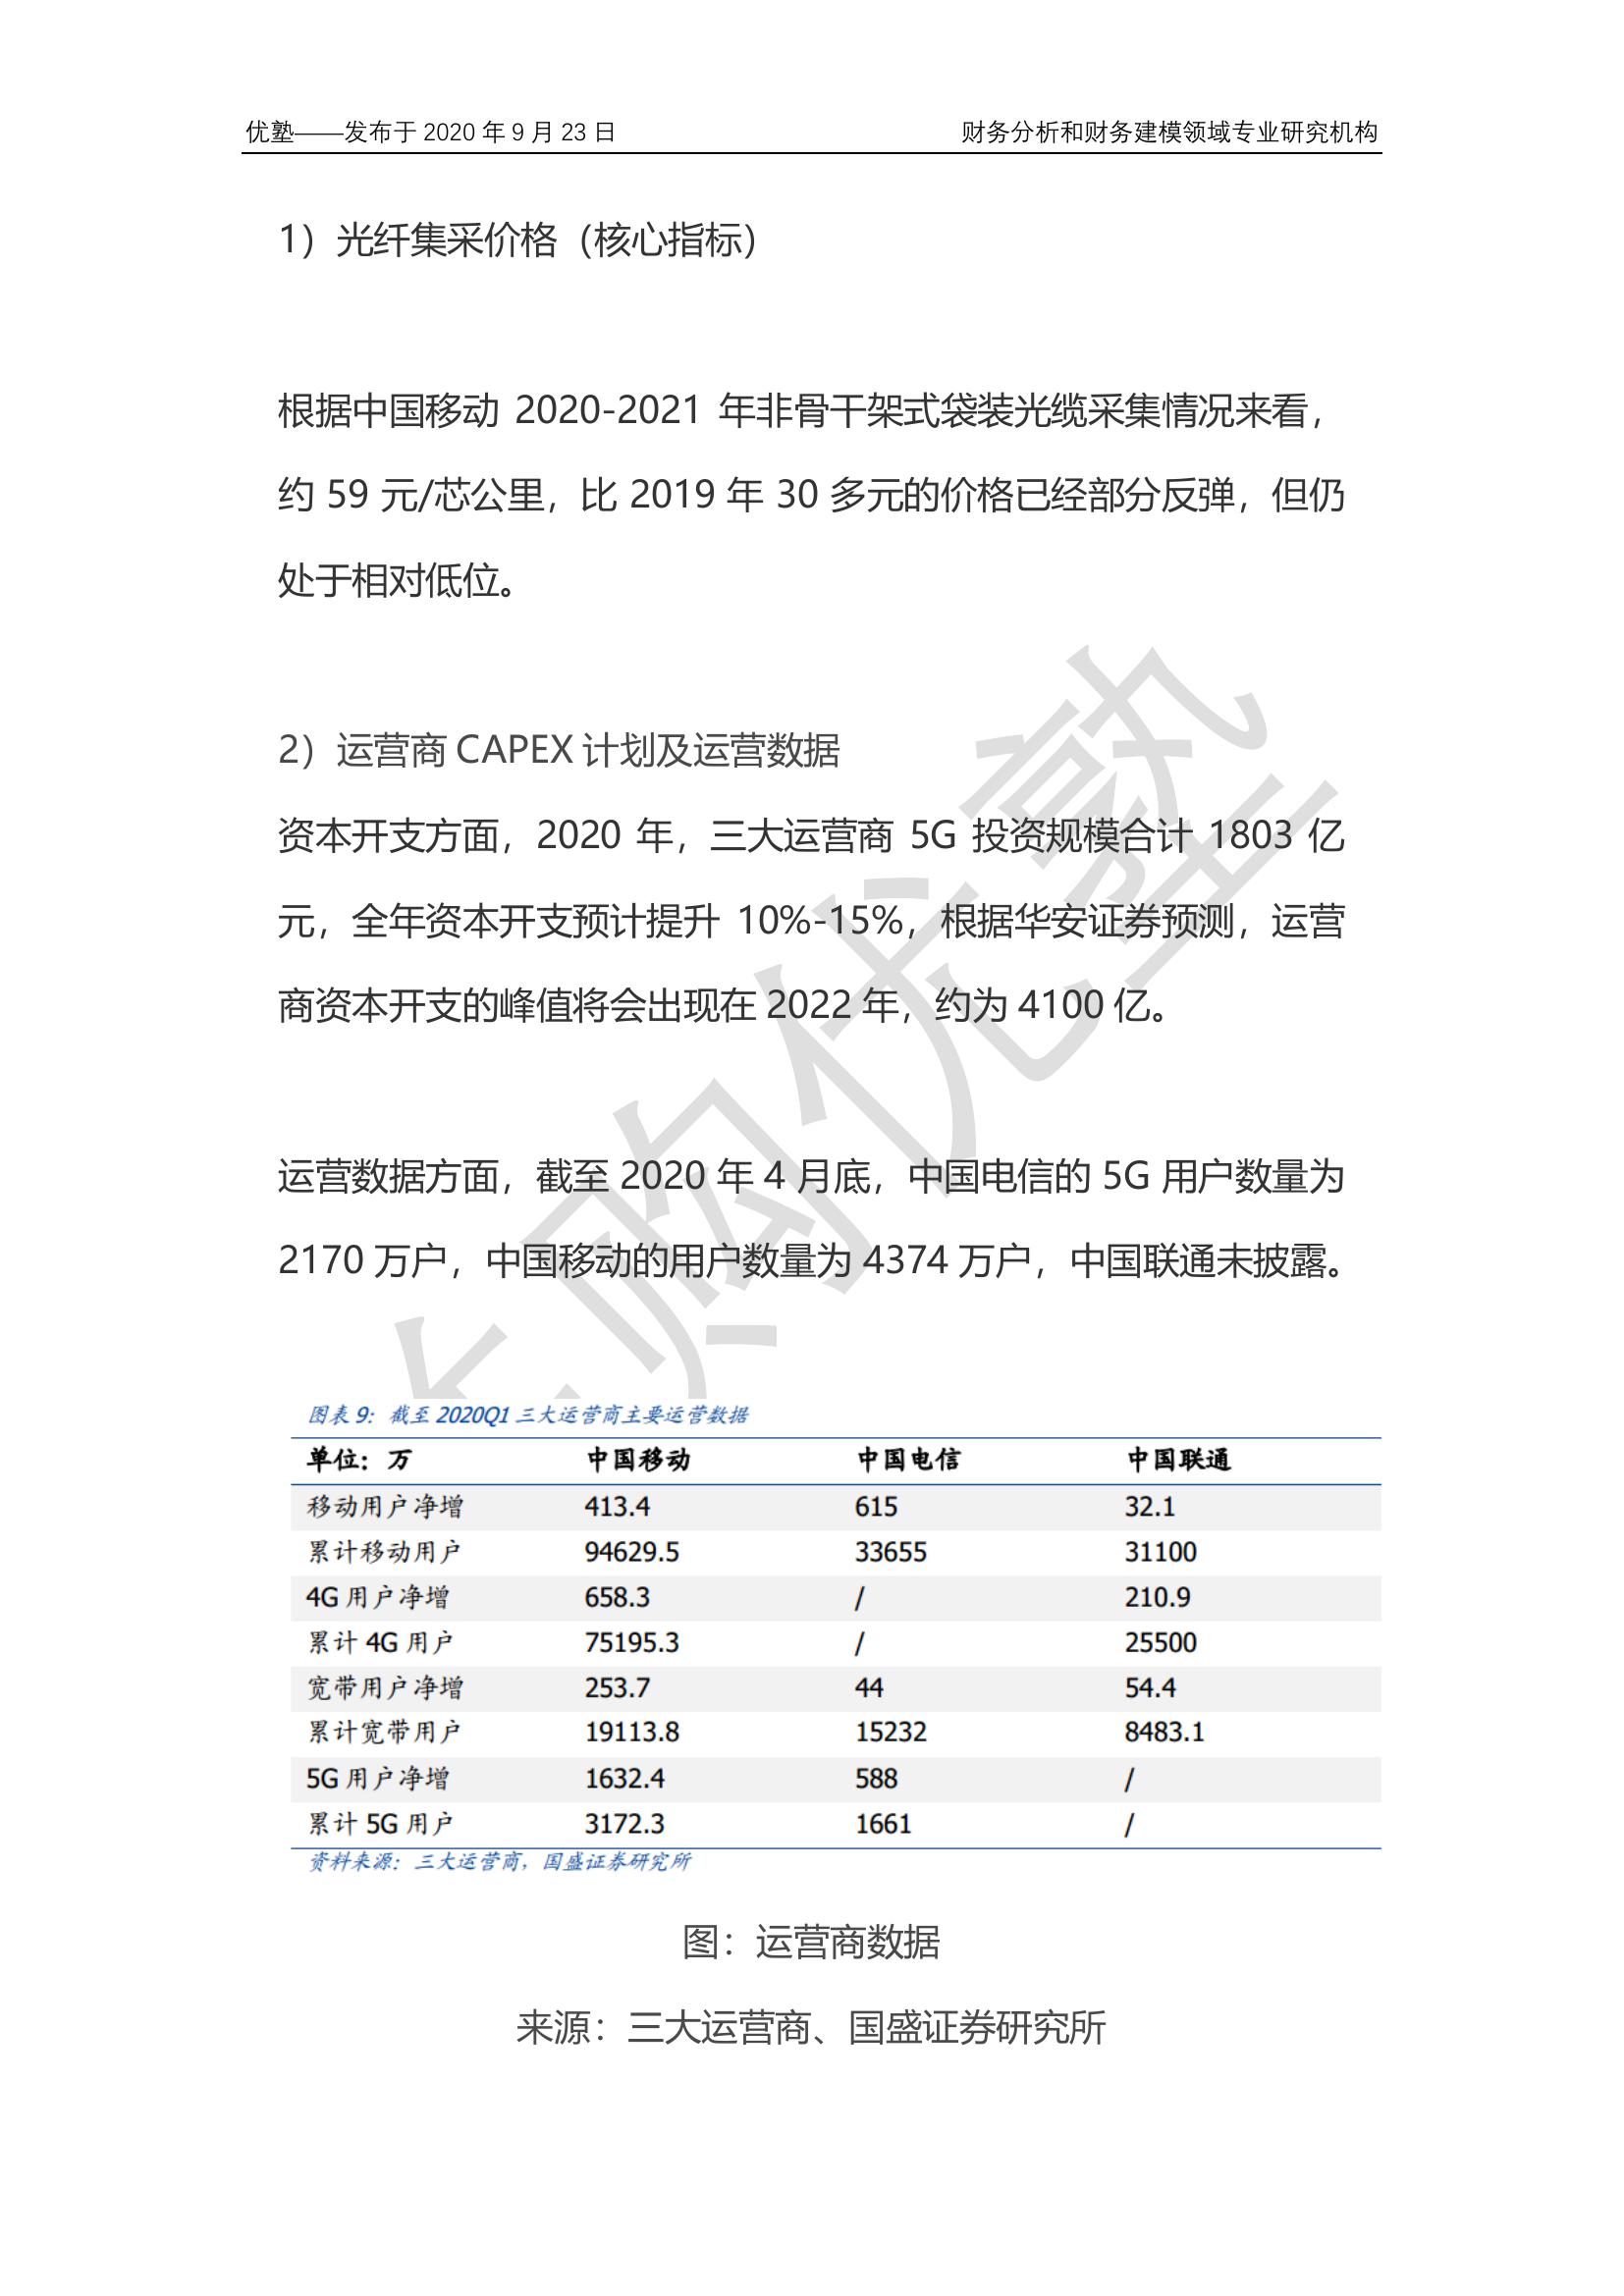 优塾——发布于 2020 年 9 月 23 日 财务分析和财务建模领域专业研究机构
1）光纤集采价格（核心指标）
根据中国移动 2020-2021 年非骨干架式袋装光缆采集情况来看，
约 59 元/芯公里，比 2019 年 30 多元的价格已经部分反弹，但仍
处于相对低位。
2）运营商 CAPEX 计划及运营数据
资本开支方面，2020 年，三大运营商 5G 投资规模合计 1803 亿
元，全年资本开支预计提升 10%-15%，根据华安证券预测，运营
商资本开支的峰值将会出现在 2022 年，约为 4100 亿。
运营数据方面，截至 2020 年 4 月底，中国电信的 5G 用户数量为
2170 万户，中国移动的用户数量为 4374 万户，中国联通未披露。
图表 9：截至 2020Q1 三大运营商主要运营数据
单位：万 中国移动 中国电信 中国联通
移动用户净增 413.4 615 32.1
累计移动用户 94629.5 33655 31100
4G 用户净增 658.3 / 210.9
累计 4G 用户 75195.3 / 25500
宽带用户净增 253.7 44 54.4
累计宽带用户 19113.8 15232 8483.1
5G 用户净增 1632.4 588 /
累计 5G 用户 3172.3 1661 /
资料来源：三大运营商，国盛证券研究所
图：运营商数据
来源：三大运营商、国盛证券研究所
购优塾